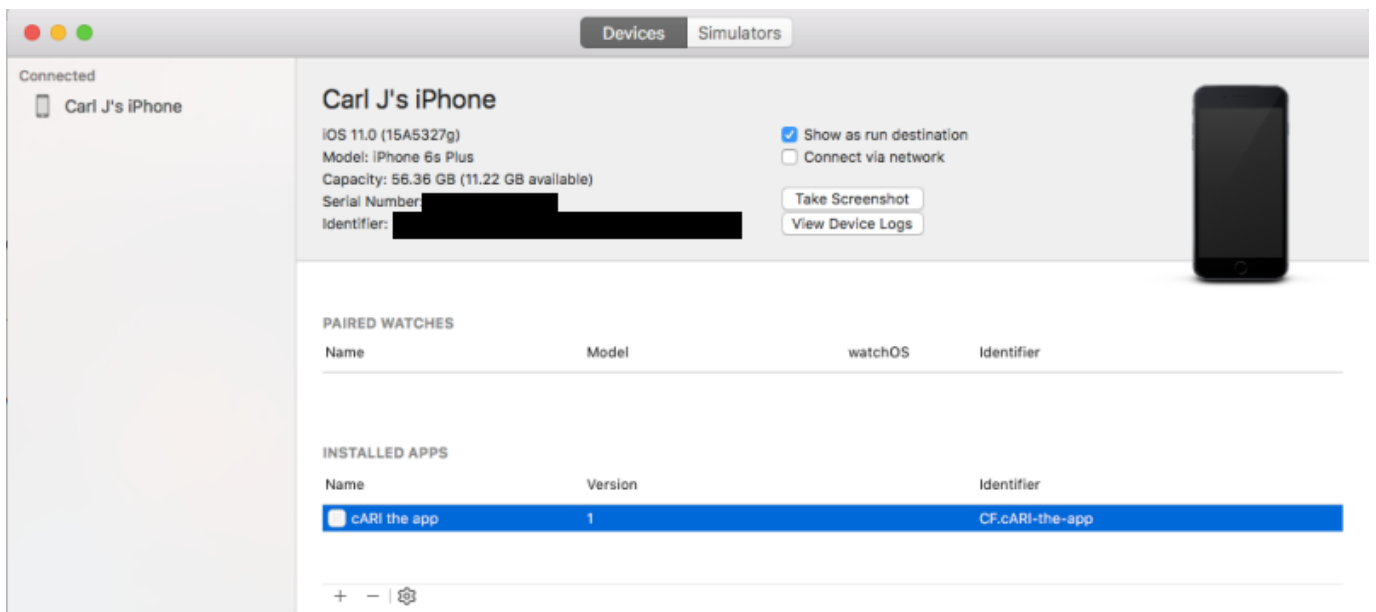 Devices Simulators
Connected
Carl J's iPhone
Carl J's iPhone
iOS 11.0 (15A5327g)
Model: iPhone 6s Plus
Capacity: 56.36 GB (11.22 GB available)
Serial Number:
Identifier:
Show as run destination
Connect via network
Take Screenshot
View Device Logs
PAIRED WATCHES
Name Model watchOS Identifier
INSTALLED APPS
Name Version Identifier
cARI the app 1 CF.cARI-the-app